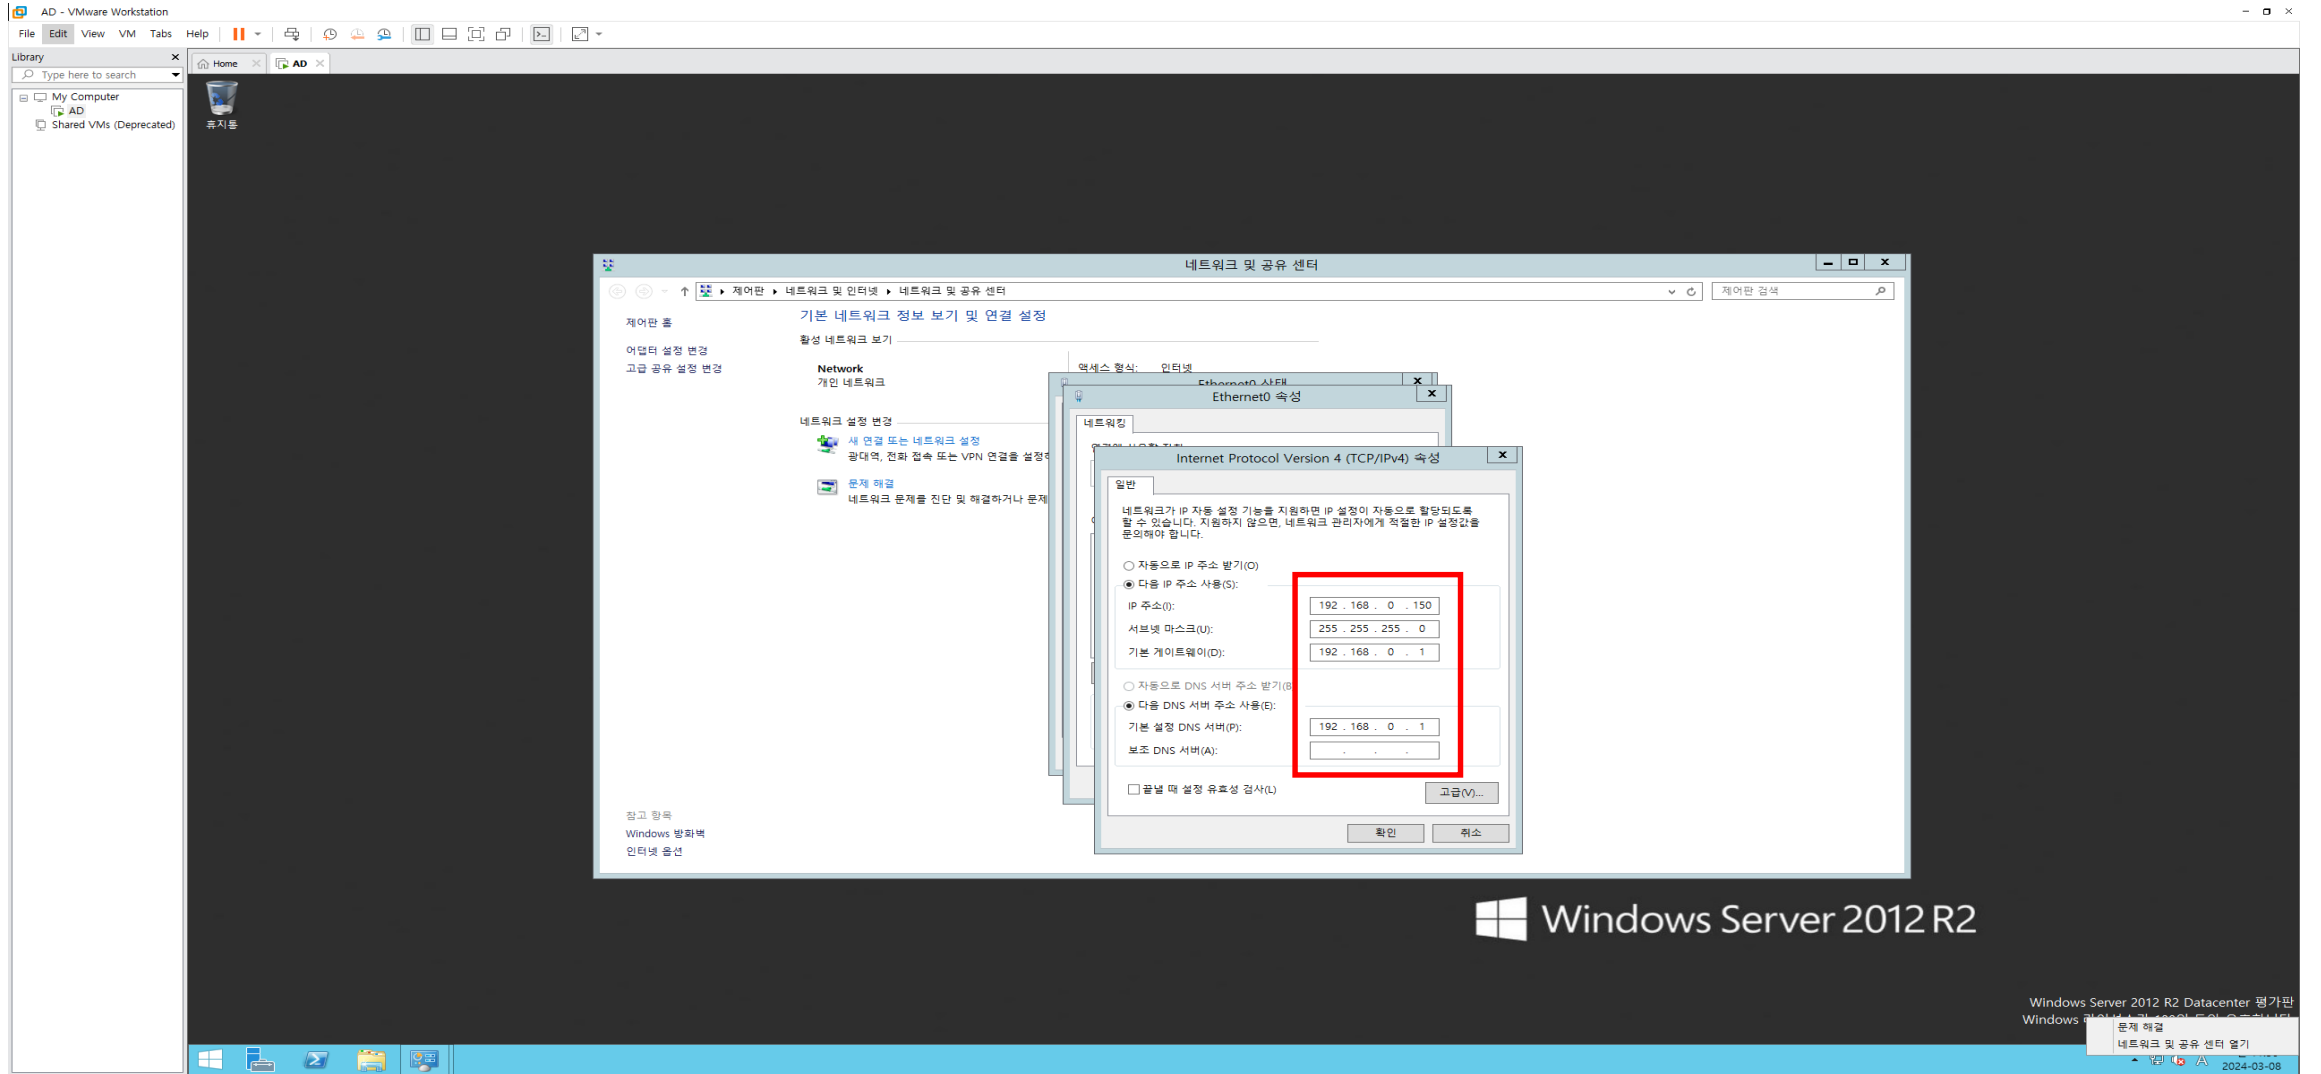 AD - VMware Workstation
File Edit View VM Tabs Help
Library
Type here to search
My Computer
AD
Shared VMs (Deprecated)
Home
AD
휴지통
네트워크 및 공유 센터
제어판 네트워크 및 인터넷 네트워크 및 공유 센터
제어판 검색
제어판 홈
어댑터 설정 변경
고급 공유 설정 변경
기본 네트워크 정보 보기 및 연결 설정
활성 네트워크 보기
Network
개인 네트워크
액세스 형식: 인터넷
네트워크 설정 변경
새 연결 또는 네트워크 설정
광대역, 전화 접속 또는 VPN 연결을
문제 해결
네트워크 문제를 진단 및 해결하거나 문제
참고 항목
Windows 방화벽
인터넷 옵션
Ethernet0 상태
Ethernet0 속성
네트워킹
Internet Protocol Version 4 (TCP/IPv4) 속성
일반
네트워크가 IP 자동 설정 기능을 지원하면 IP 설정이 자동으로 할당되도록
할 수 있습니다. 지원하지 않으면, 네트워크 관리자에게 적절한 IP 설정값을
문의해야 합니다.
자동으로 IP 주소 받기(O)
다음 IP 주소 사용(S):
IP 주소(I): 192 . 168 . 0 . 150
서브넷 마스크(U): 255 . 255 . 255 . 0
기본 게이트웨이(D): 192 . 168 . 0 . 1
자동으로 DNS 서버 주소 받기(B
다음 DNS 서버 주소 사용(E):
기본 설정 DNS 서버(P): 192 . 168 . 0 . 1
보조 DNS 서버(A): . . .
끝낼 때 설정 유효성 검사(L)
고급(V)...
확인 취소
Windows Server 2012 R2
Windows Server 2012 R2 Datacenter 평가판
Windows
문제 해결
네트워크 및 공유 센터 열기
A
2024-03-08